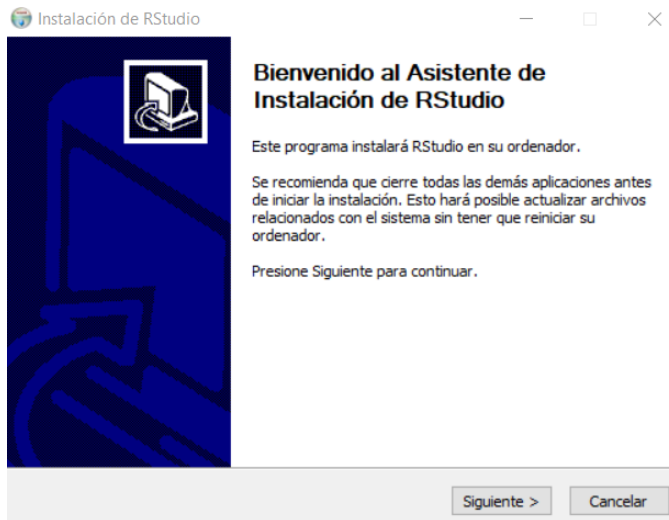 Instalación de RStudio
Bienvenido al Asistente de
Instalación de RStudio
Este programa instalará RStudio en su ordenador.
Se recomienda que cierre todas las demás aplicaciones antes
de iniciar la instalación. Esto hará posible actualizar archivos
relacionados con el sistema sin tener que reiniciar su
ordenador.
Presione Siguiente para continuar.
Siguiente >
Cancelar